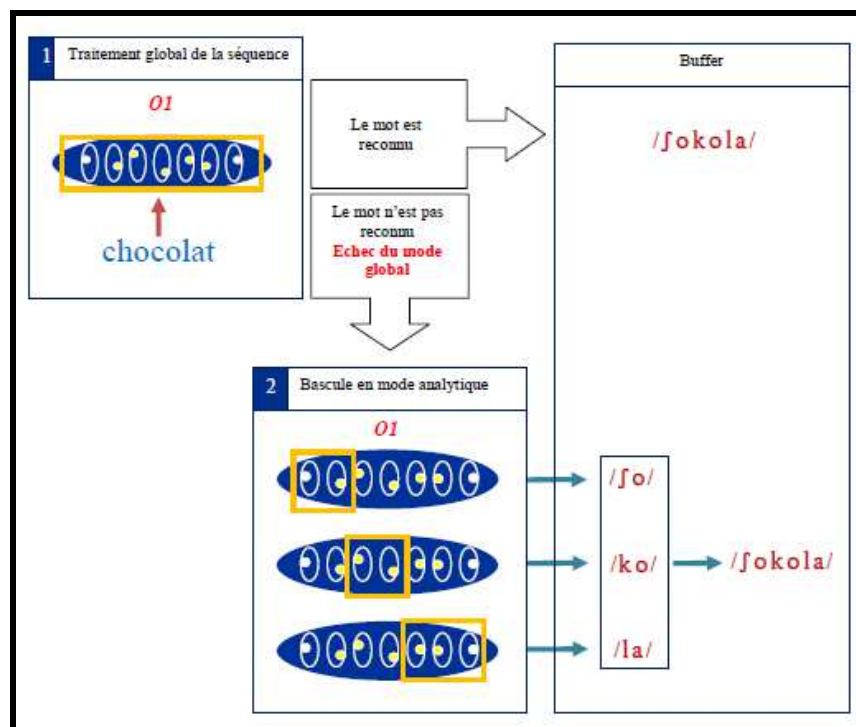 1
Traitement global de la séquence
O1
chocolat
Le mot est
reconnu
Le mot n'est pas
reconnu
Echec du mode
global
Buffer
/ʃokola/
2
Bascule en mode analytique
O1
/ʃo/
/ko/
/la/
/ʃokola/